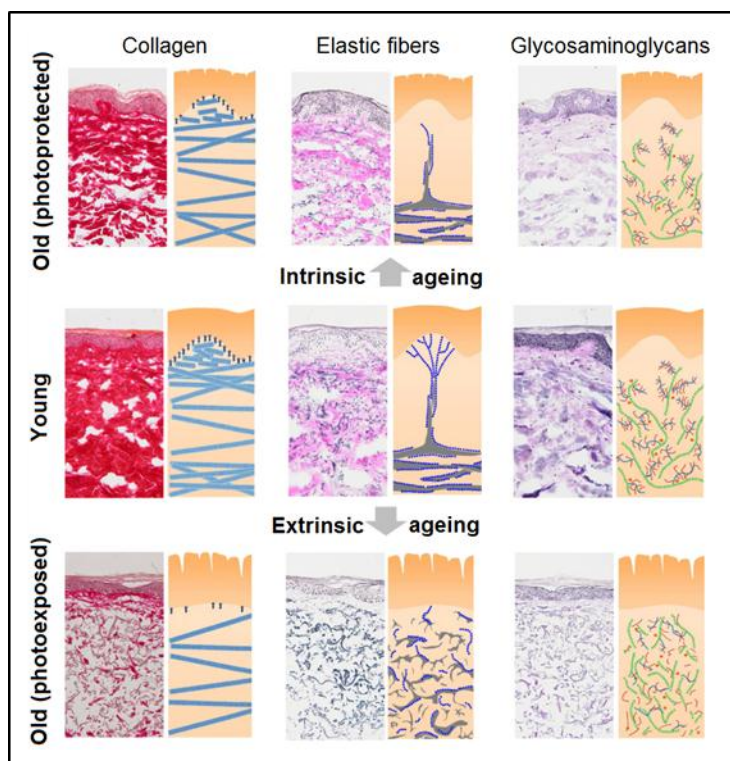 Collagen Elastic fibers Glycosaminoglycans
Old (photoprotected)
Intrinsic ageing
Young
Extrinsic ageing
Old (photoexposed)